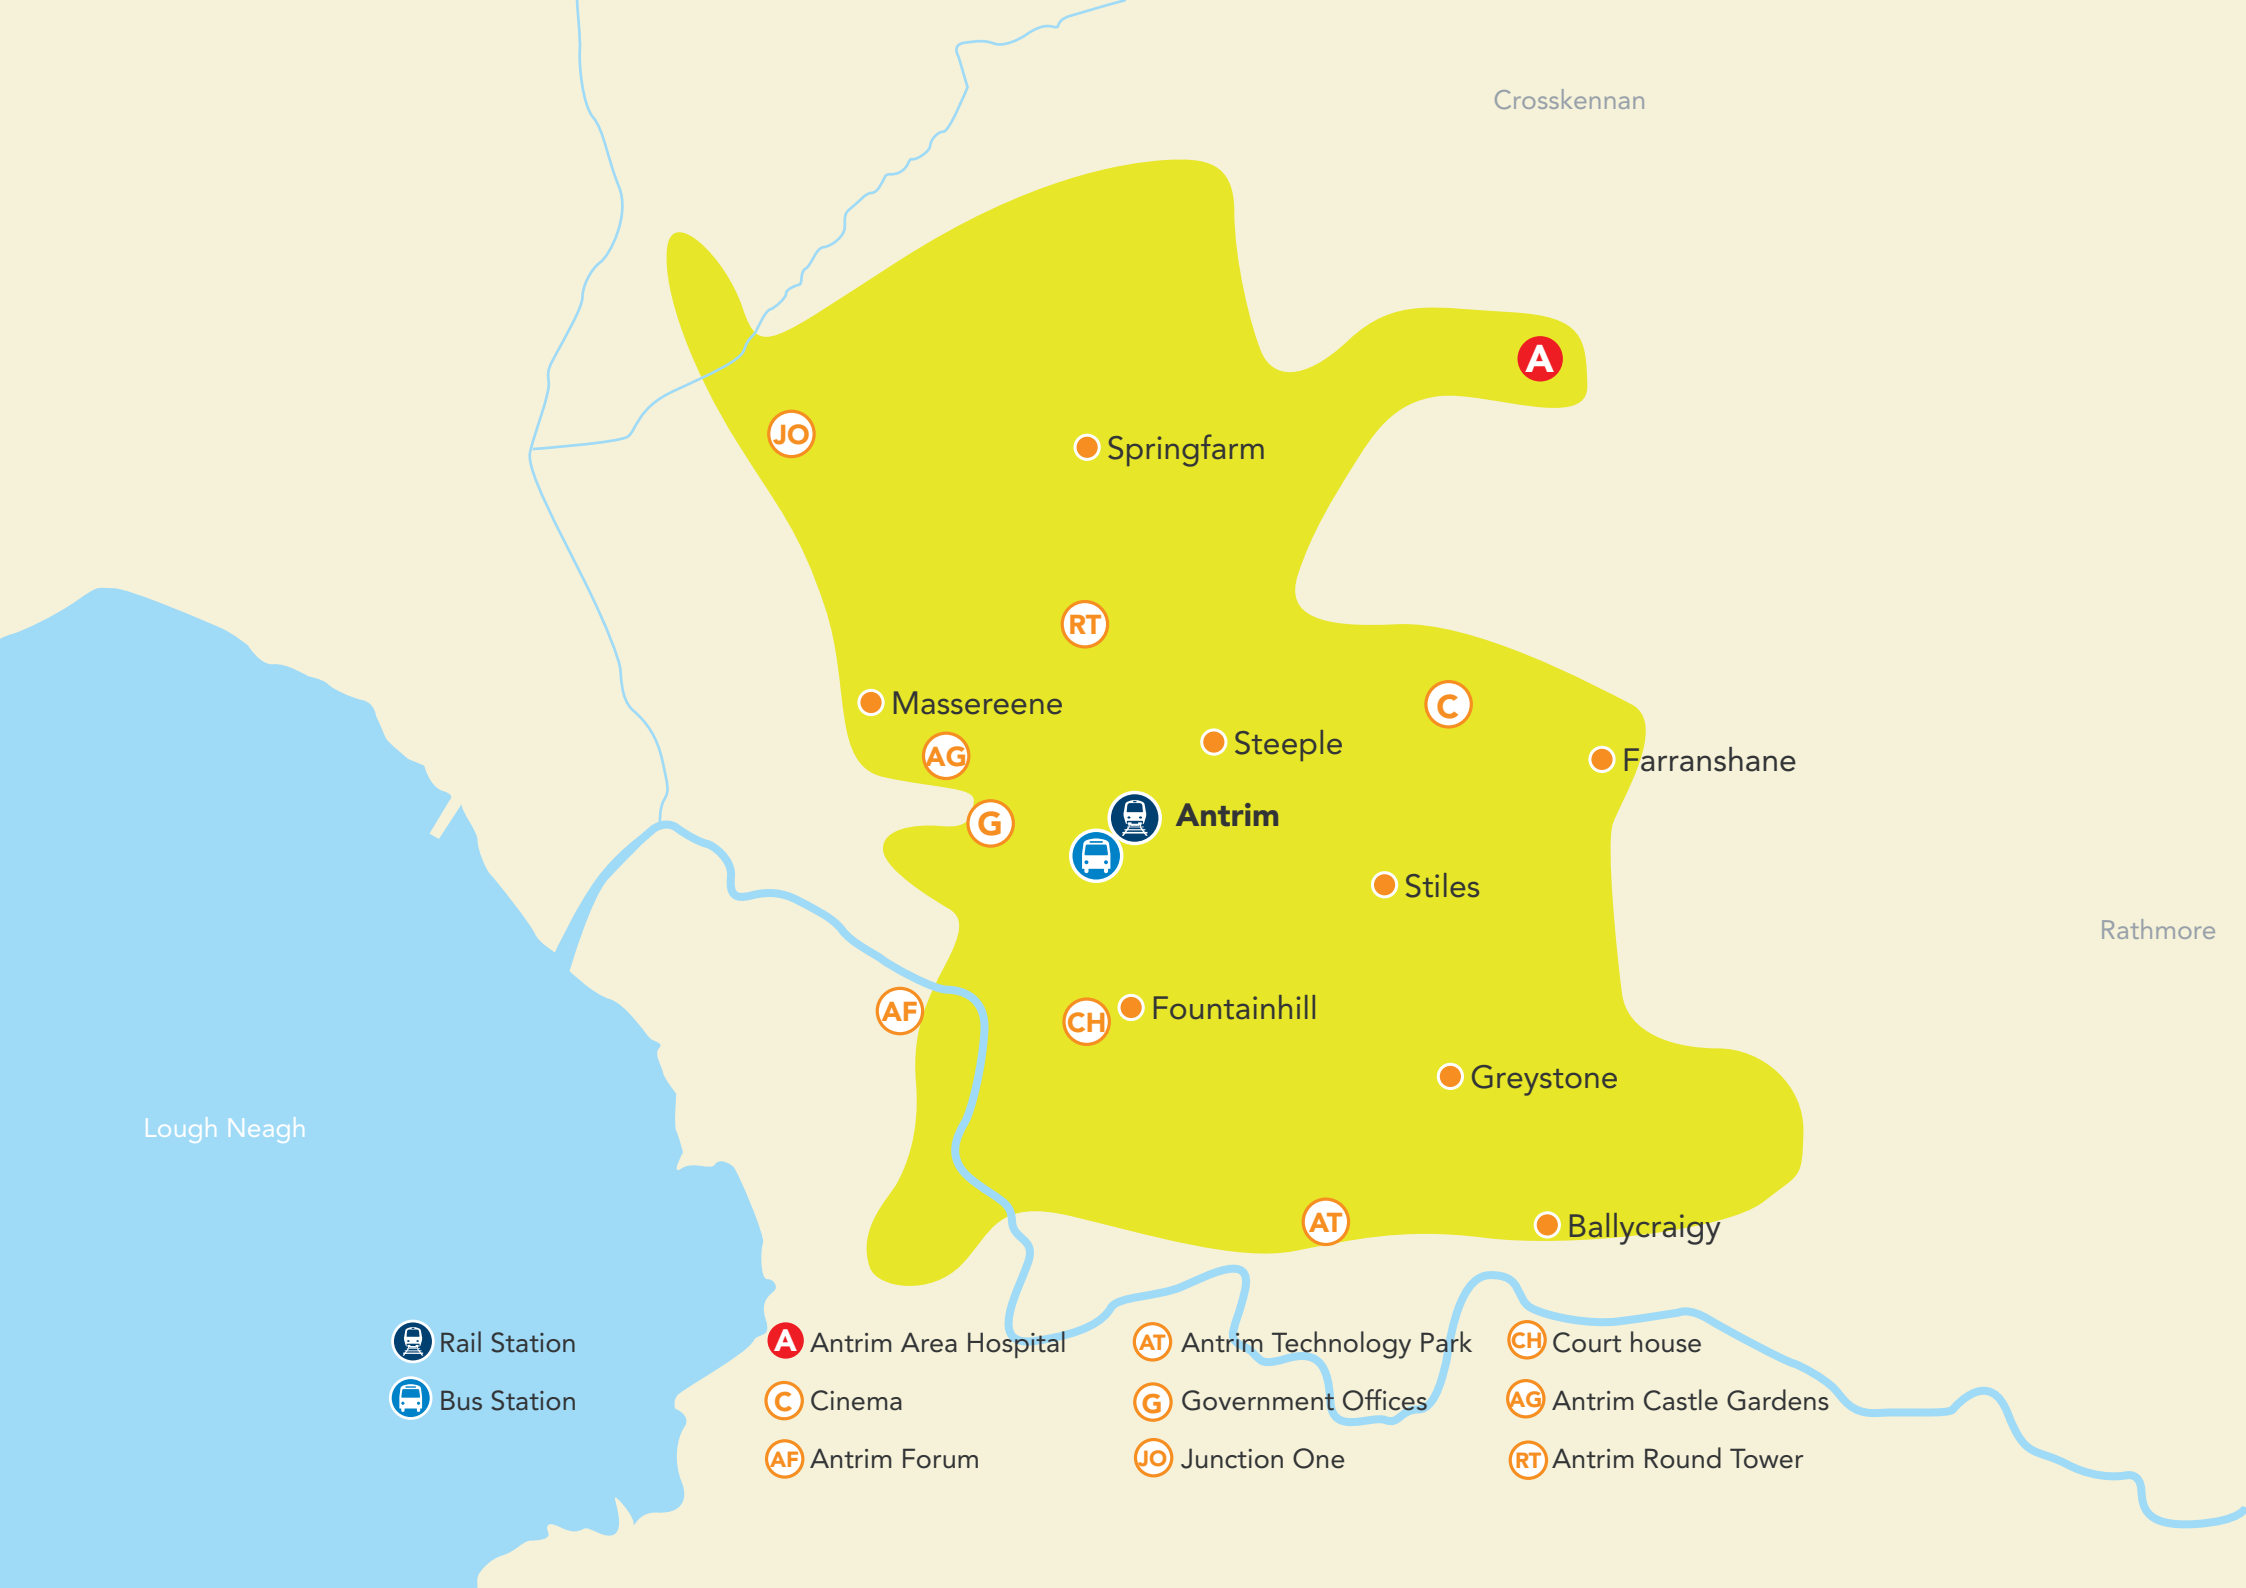 Crosskennan
A
JO
Springfarm
RT
Massereene
C
AG
Steeple
Farranshane
G
Antrim
Stiles
Rathmore
AF
CH
Fountainhill
Greystone
Lough Neagh
AT
Ballycraigy
Rail Station
A Antrim Area Hospital
AT Antrim Technology Park
CH Court house
Bus Station
C Cinema
G Government Offices
AG Antrim Castle Gardens
AF Antrim Forum
JO Junction One
RT Antrim Round Tower